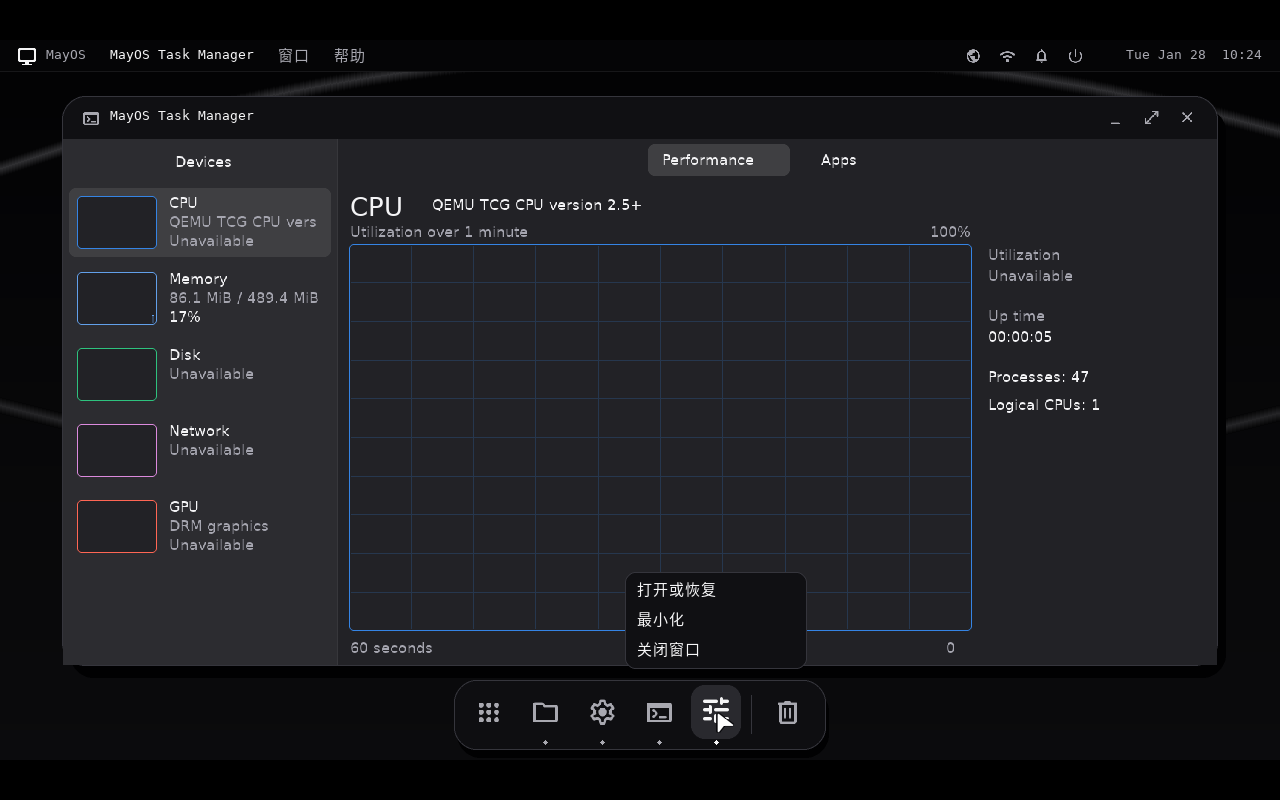 MayOS MayOS Task Manager 窗口 帮助 Tue Jan 28 10:24
MayOS Task Manager
Devices
Performance Apps
CPU
QEMU TCG CPU vers
Unavailable
Memory
86.1 MiB / 489.4 MiB
17%
Disk
Unavailable
Network
Unavailable
GPU
DRM graphics
Unavailable
CPU QEMU TCG CPU version 2.5+
Utilization over 1 minute 100%
60 seconds 0
Utilization
Unavailable
Up time
00:00:05
Processes: 47
Logical CPUs: 1
打开或恢复
最小化
关闭窗口